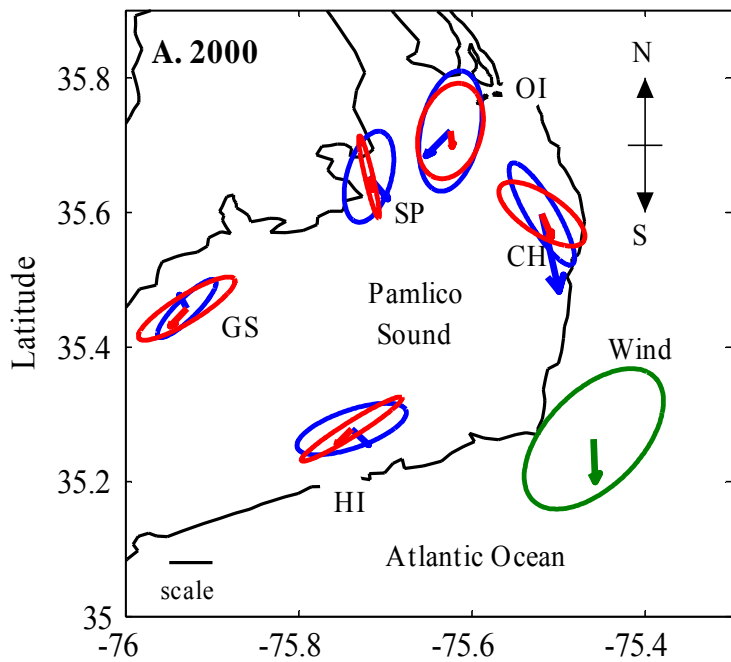 A. 2000
N
S
OI
SP
CH
GS
HI
Pamlico
Sound
Wind
Atlantic Ocean
scale
Latitude
35.8
35.6
35.4
35.2
35
-76
-75.8
-75.6
-75.4